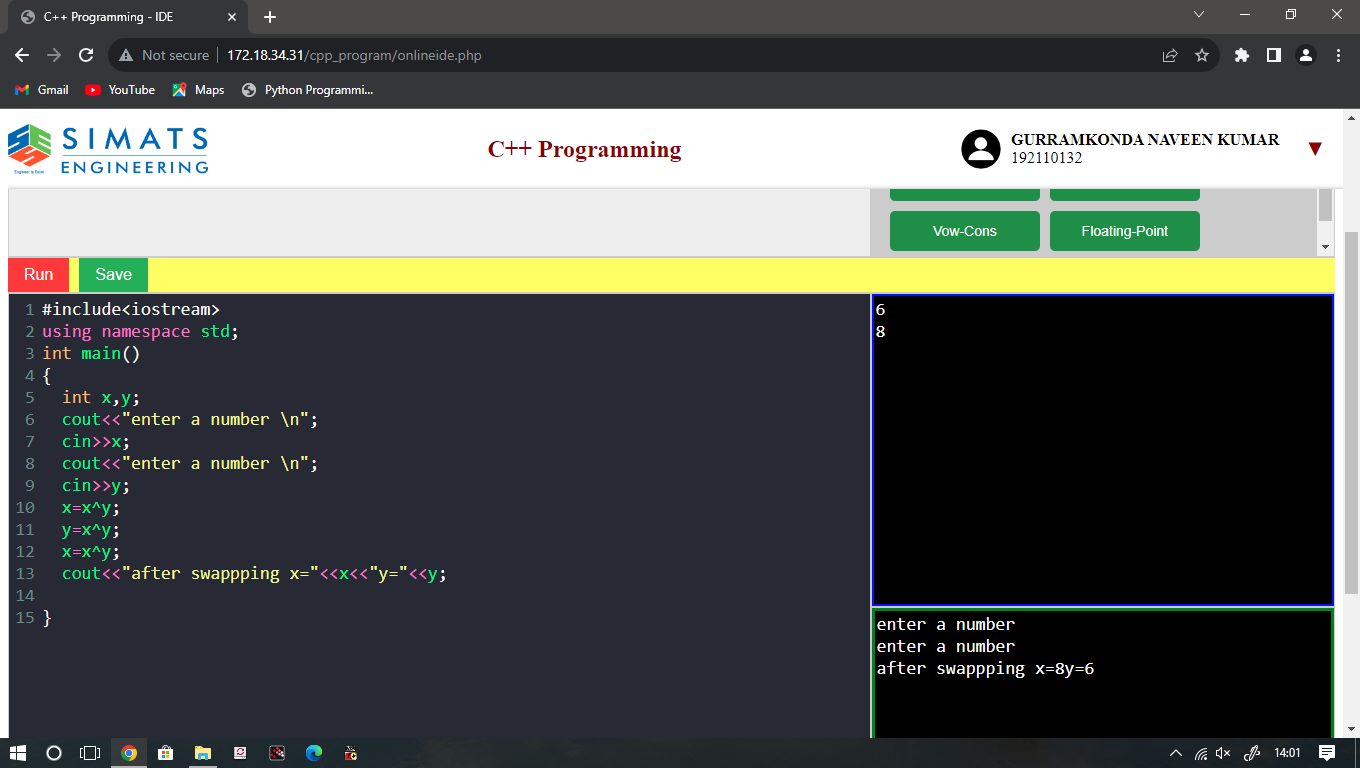 C++ Programming - IDE
Not secure 172.18.34.31/cpp_program/onlineide.php
Gmail YouTube Maps Python Programmi...
SIMATS
ENGINEERING
Engineer to Excel
C++ Programming
GURRAMKONDA NAVEEN KUMAR
192110132
Vow-Cons Floating-Point
Run Save
1 #include<iostream>
2 using namespace std;
3 int main()
4 {
5 int x,y;
6 cout<<"enter a number \n";
7 cin>>x;
8 cout<<"enter a number \n";
9 cin>>y;
10 x=x^y;
11 y=x^y;
12 x=x^y;
13 cout<<"after swappping x="<<x<<"y="<<y;
14
15 }
6
8
enter a number
enter a number
after swappping x=8y=6
14:01